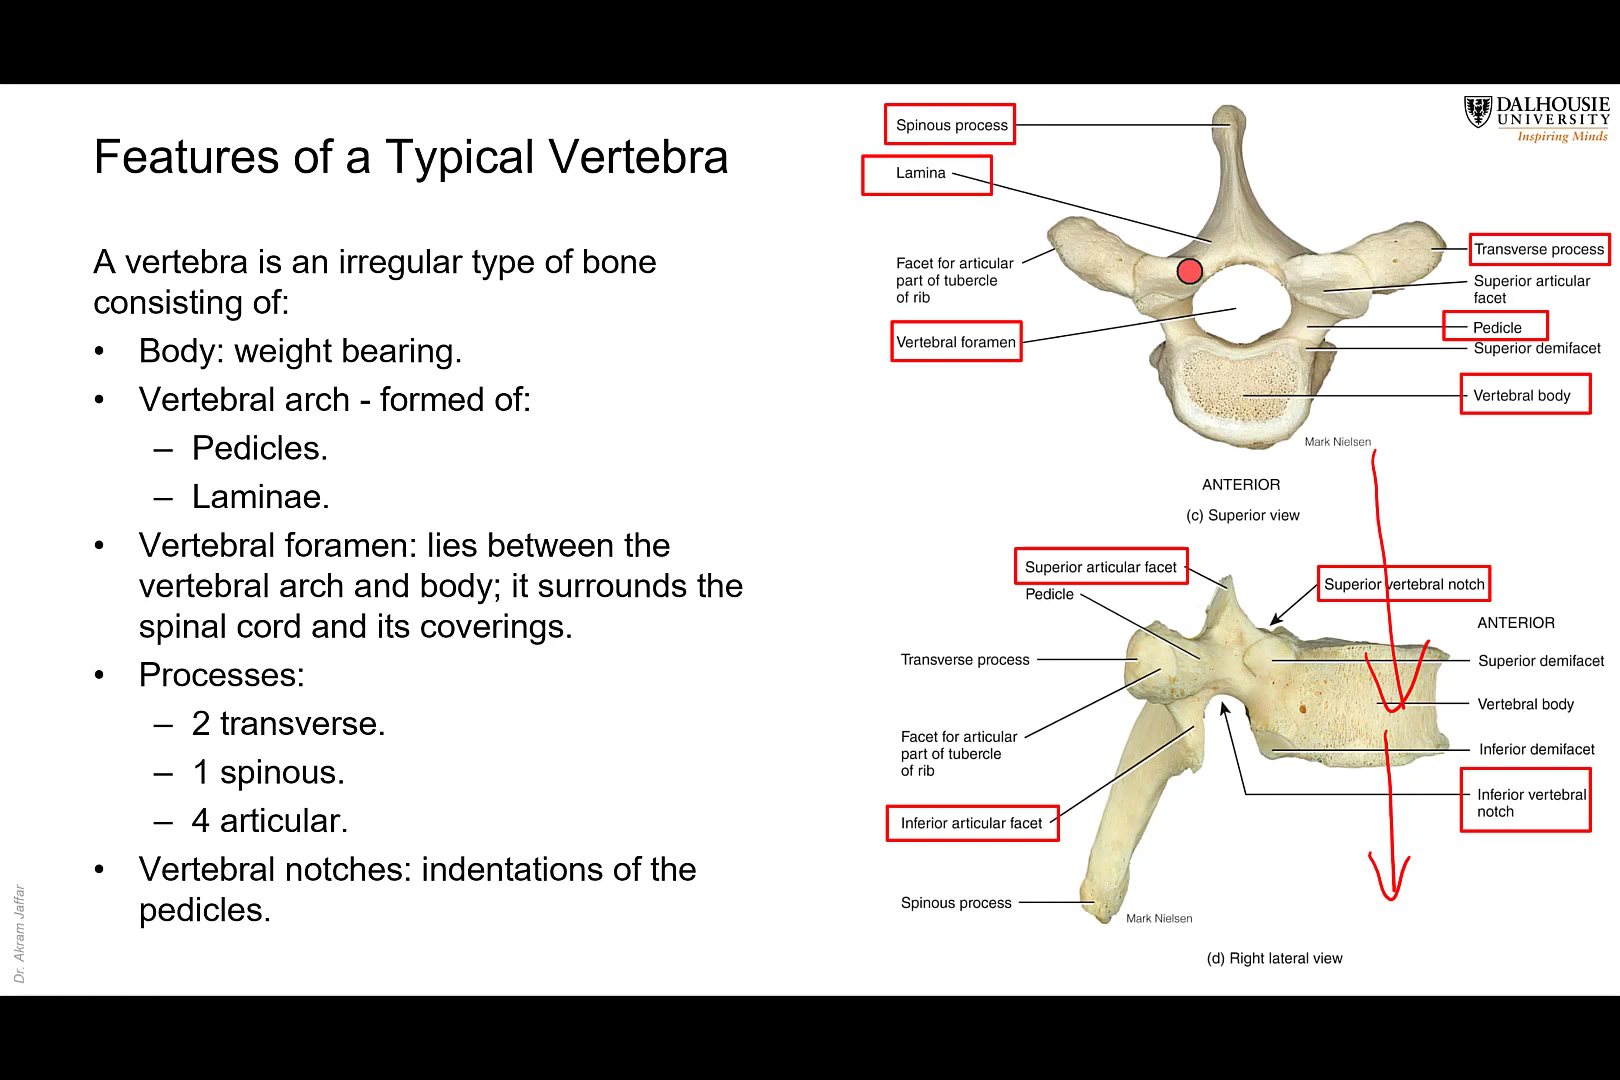 Features of a Typical Vertebra
A vertebra is an irregular type of bone
consisting of:
• Body: weight bearing.
• Vertebral arch - formed of:
– Pedicles.
– Laminae.
• Vertebral foramen: lies between the
vertebral arch and body; it surrounds the
spinal cord and its coverings.
• Processes:
– 2 transverse.
– 1 spinous.
– 4 articular.
• Vertebral notches: indentations of the
pedicles.
Dr. Akram Jaffar
DALHOUSIE
UNIVERSITY
Inspiring Minds
Spinous process
Lamina
Facet for articular
part of tubercle
of rib
Vertebral foramen
Transverse process
Superior articular
facet
Pedicle
Superior demifacet
Vertebral body
Mark Nielsen
ANTERIOR
(c) Superior view
Superior articular facet
Pedicle
Transverse process
Facet for articular
part of tubercle
of rib
Inferior articular facet
Spinous process
Superior vertebral notch
ANTERIOR
Superior demifacet
Vertebral body
Inferior demifacet
Inferior vertebral
notch
Mark Nielsen
(d) Right lateral view